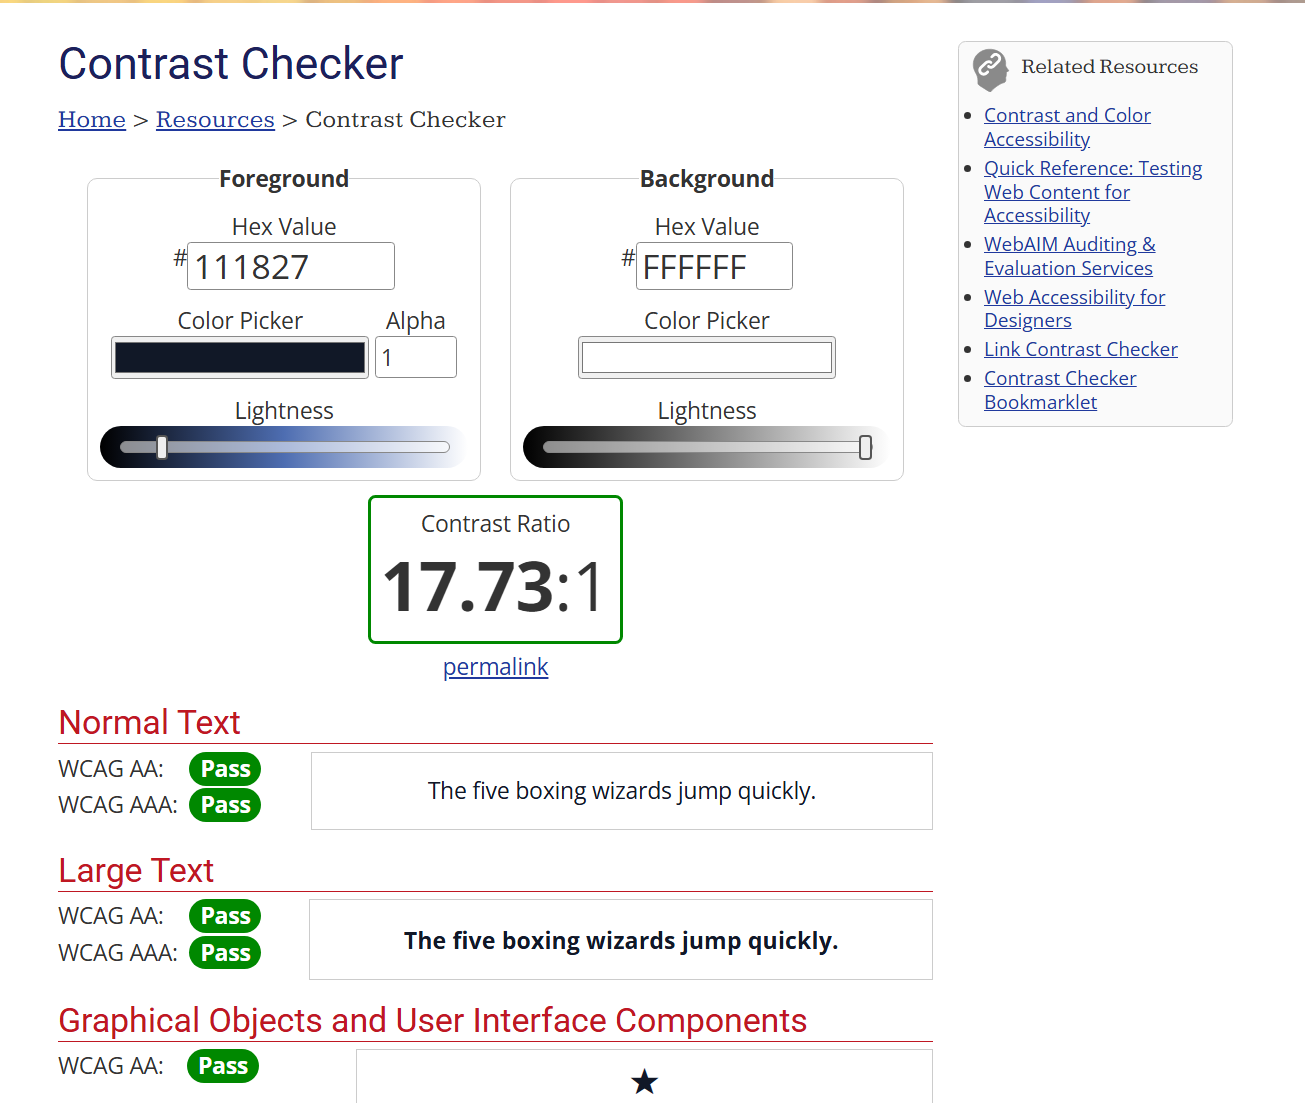 Contrast Checker
Home > Resources > Contrast Checker
Foreground
Hex Value
#111827
Color Picker
Alpha
1
Lightness
Background
Hex Value
#FFFFFF
Color Picker
Lightness
Contrast Ratio
17.73:1
permalink
Normal Text
WCAG AA: Pass
WCAG AAA: Pass
The five boxing wizards jump quickly.
Large Text
WCAG AA: Pass
WCAG AAA: Pass
The five boxing wizards jump quickly.
Graphical Objects and User Interface Components
WCAG AA: Pass
Related Resources
Contrast and Color
Accessibility
Quick Reference: Testing
Web Content for
Accessibility
WebAIM Auditing &
Evaluation Services
Web Accessibility for
Designers
Link Contrast Checker
Contrast Checker
Bookmarklet